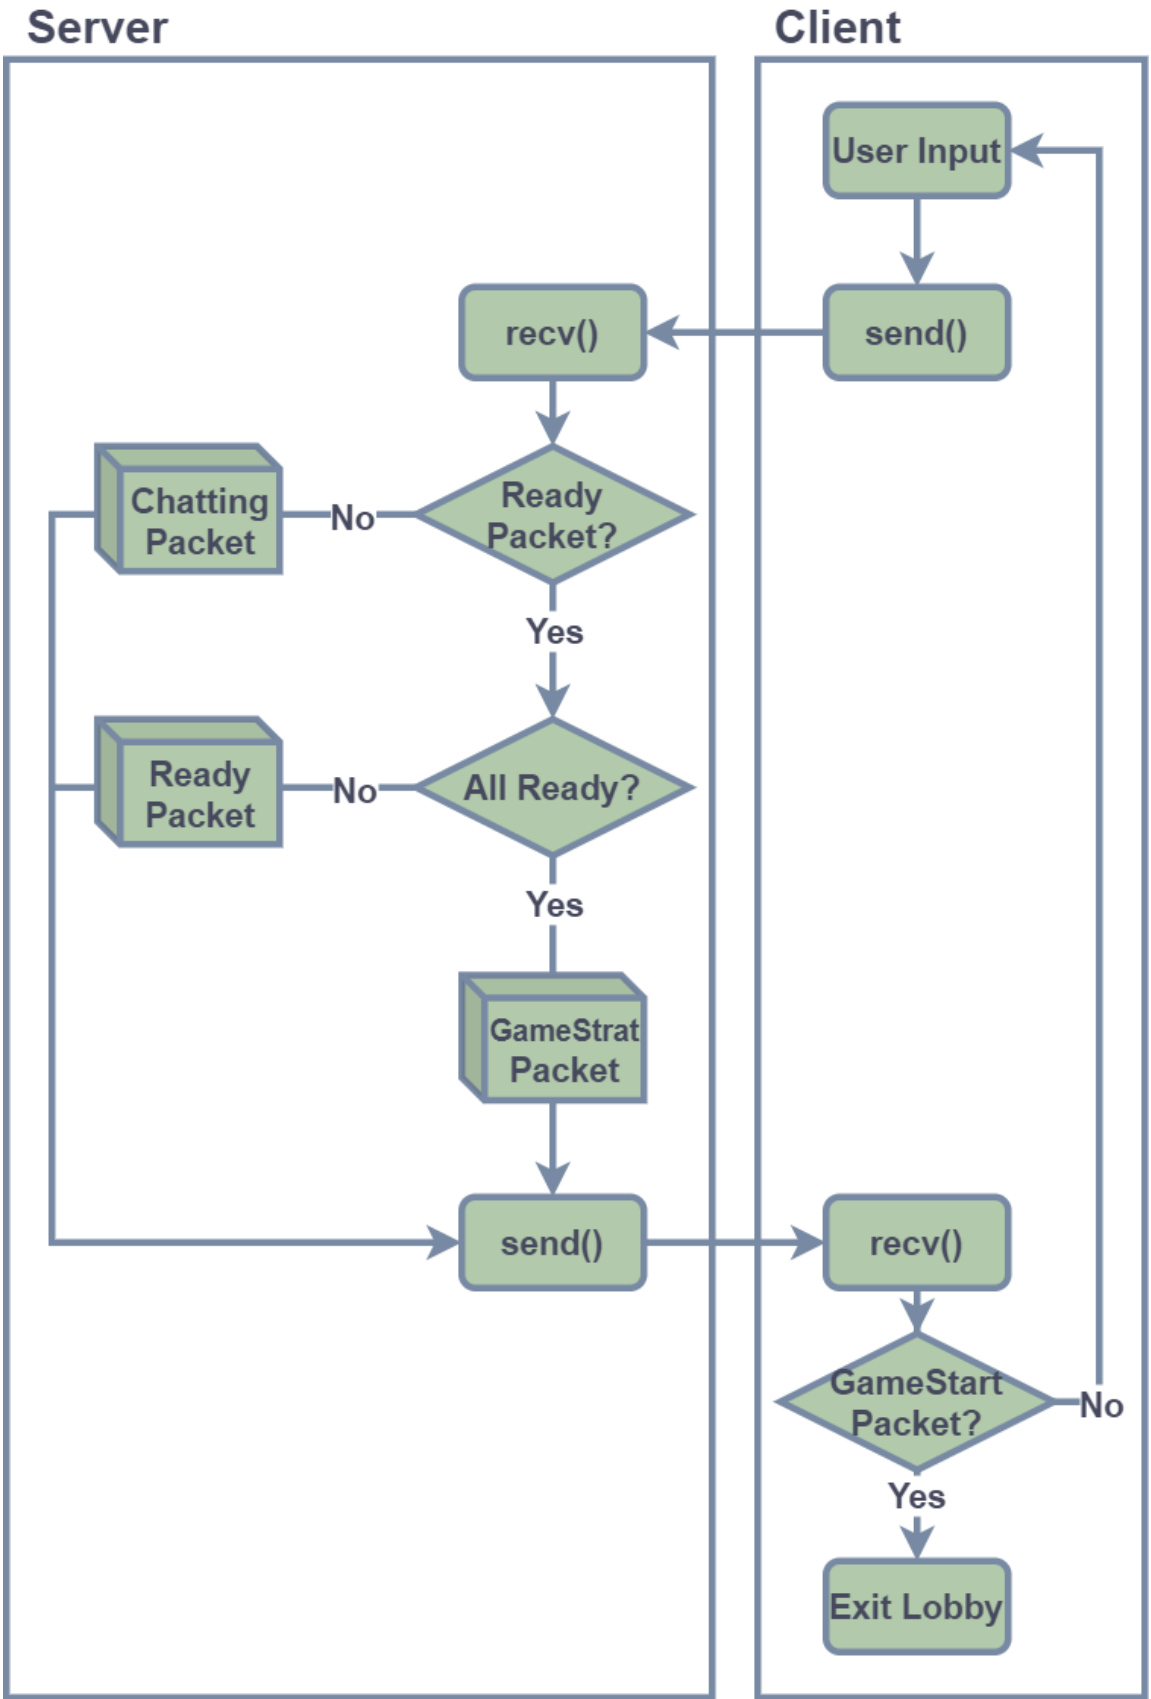 Server
Client
User Input
recv()
send()
Chatting
Packet
No
Ready
Packet?
Yes
Ready
Packet
No
All Ready?
Yes
GameStrat
Packet
send()
recv()
GameStart
Packet?
No
Yes
Exit Lobby